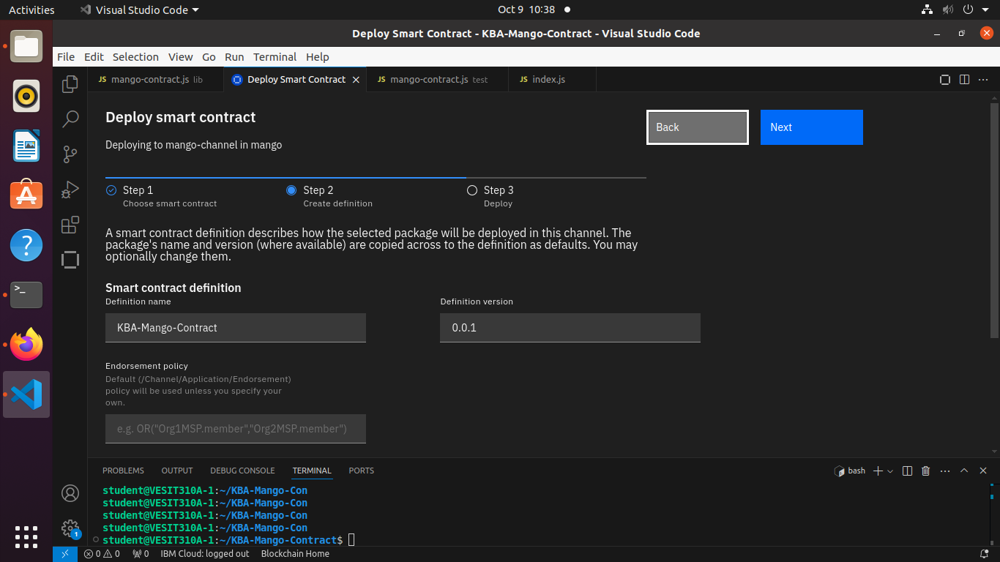 Activities Visual Studio Code Oct 9 10:38
Deploy Smart Contract - KBA-Mango-Contract - Visual Studio Code
File Edit Selection View Go Run Terminal Help
JS mango-contract.js lib Deploy Smart Contract JS mango-contract.js test JS index.js
Deploy smart contract
Back Next
Deploying to mango-channel in mango
Step 1 Step 2 Step 3
Choose smart contract Create definition Deploy
A smart contract definition describes how the selected package will be deployed in this channel. The
package's name and version (where available) are copied across to the definition as defaults. You may
optionally change them.
Smart contract definition
Definition name Definition version
KBA-Mango-Contract 0.0.1
Endorsement policy
Default (/Channel/Application/Endorsement)
policy will be used unless you specify your
own.
e.g. OR("Org1MSP.member","Org2MSP.member")
PROBLEMS OUTPUT DEBUG CONSOLE TERMINAL PORTS bash
student@VESIT310A-1:~/KBA-Mango-Con
student@VESIT310A-1:~/KBA-Mango-Con
student@VESIT310A-1:~/KBA-Mango-Con
student@VESIT310A-1:~/KBA-Mango-Con
student@VESIT310A-1:~/KBA-Mango-Contract$
1
0 0 0 IBM Cloud: logged out Blockchain Home